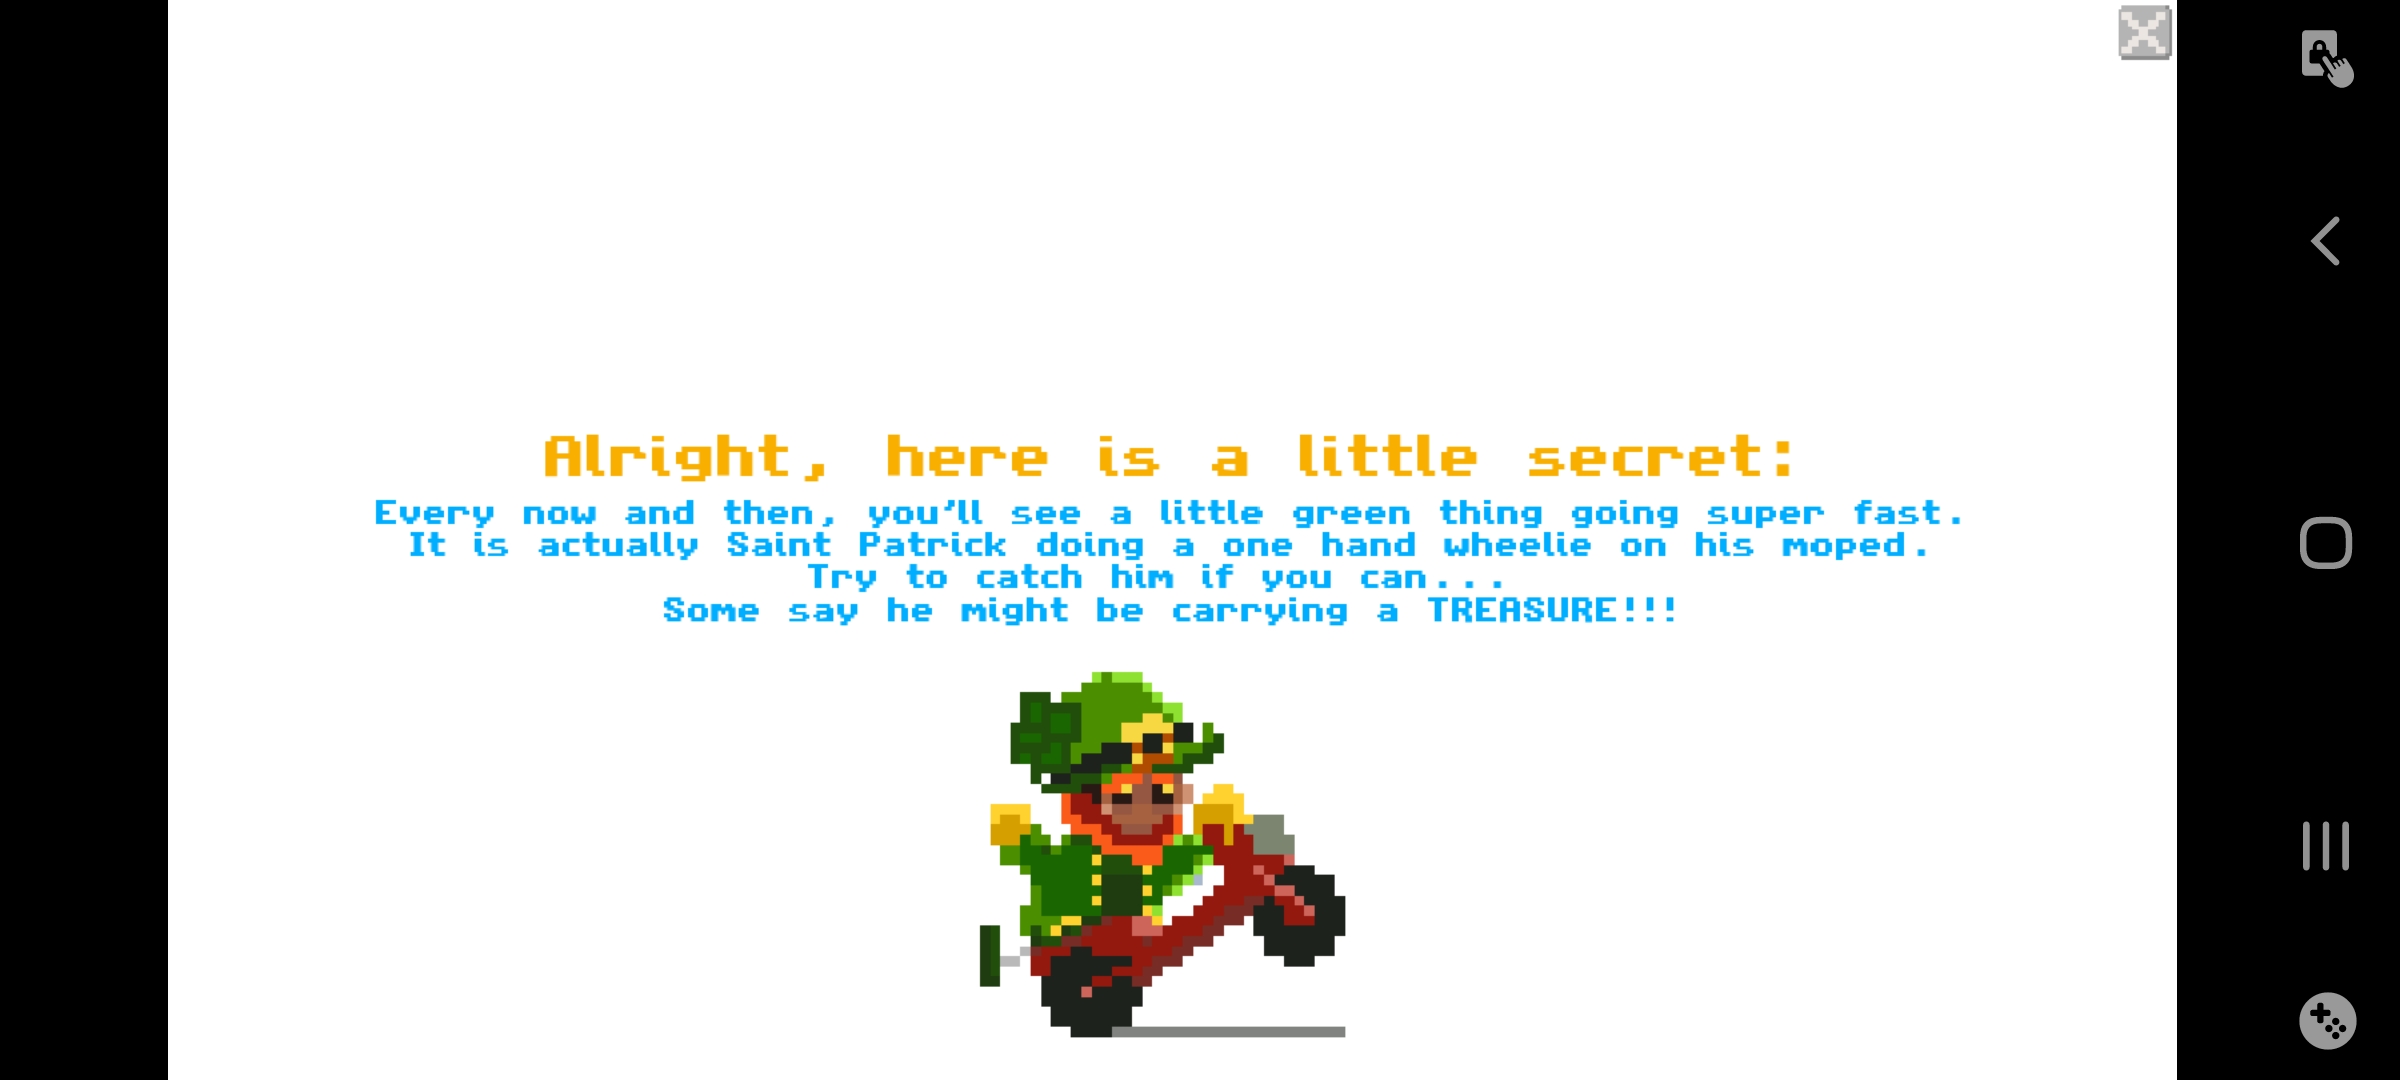 Alright, here is a little secret:
Every now and then, you'll see a little green thing going super fast.
It is actually Saint Patrick doing a one hand wheelie on his moped.
Try to catch him if you can...
Some say he might be carrying a TREASURE!!!